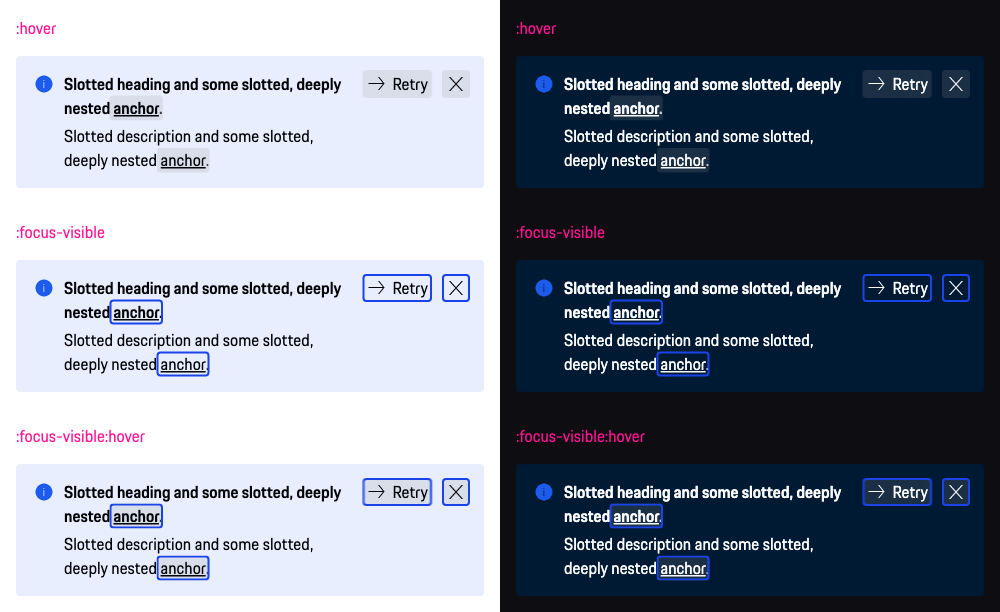 :hover
Slotted heading and some slotted, deeply
nested anchor.
Slotted description and some slotted,
deeply nested anchor.
Retry
:focus-visible
Slotted heading and some slotted, deeply
nested anchor.
Slotted description and some slotted,
deeply nested anchor.
Retry
:focus-visible:hover
Slotted heading and some slotted, deeply
nested anchor.
Slotted description and some slotted,
deeply nested anchor.
Retry
:hover
Slotted heading and some slotted, deeply
nested anchor.
Slotted description and some slotted,
deeply nested anchor.
Retry
:focus-visible
Slotted heading and some slotted, deeply
nested anchor.
Slotted description and some slotted,
deeply nested anchor.
Retry
:focus-visible:hover
Slotted heading and some slotted, deeply
nested anchor.
Slotted description and some slotted,
deeply nested anchor.
Retry